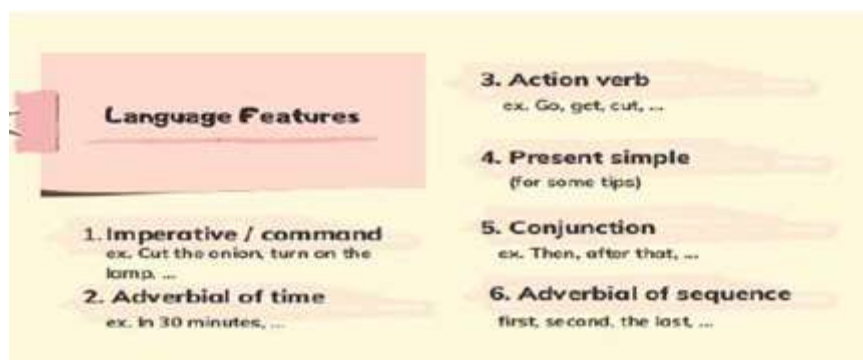 Language Features
1. Imperative / command
ex. Cut the onion, turn on the
lamp, ...
2. Adverbial of time
ex. In 30 minutes, ...
3. Action verb
ex. Go, get, cut, ...
4. Present simple
(for some tips)
5. Conjunction
ex. Then, after that, ...
6. Adverbial of sequence
first, second, the last, ...